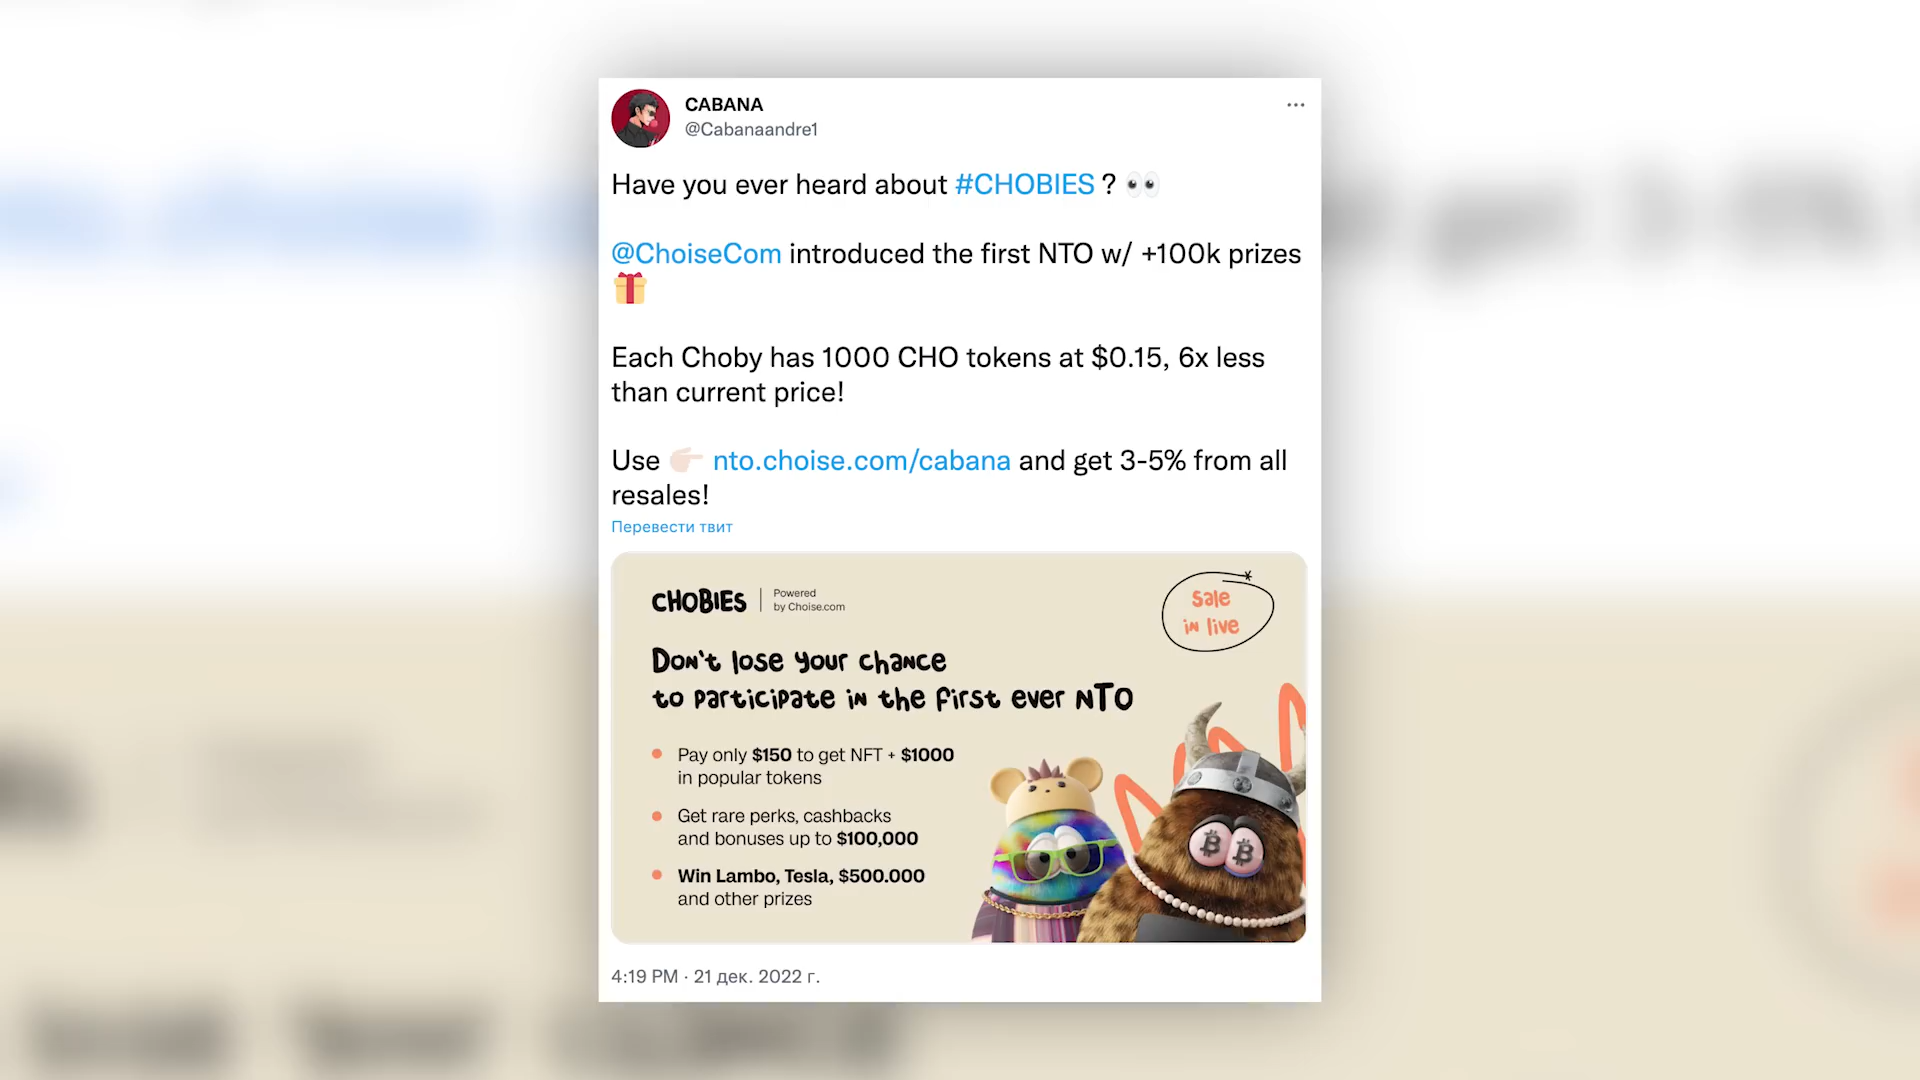 CABANA
@Cabanaandre1
Have you ever heard about #CHOBIES ? 👀
@ChoiseCom introduced the first NTO w/ +100k prizes
🎁
Each Choby has 1000 CHO tokens at $0.15, 6x less
than current price!
Use 👉🏻 nto.choise.com/cabana and get 3-5% from all
resales!
Перевести твит
CHOBIES
Powered
by Choise.com
Sale
in live
Don't lose your chance
to participate in the first ever NTO
Pay only $150 to get NFT + $1000
in popular tokens
Get rare perks, cashbacks
and bonuses up to $100,000
Win Lambo, Tesla, $500.000
and other prizes
4:19 PM · 21 дек. 2022 г.